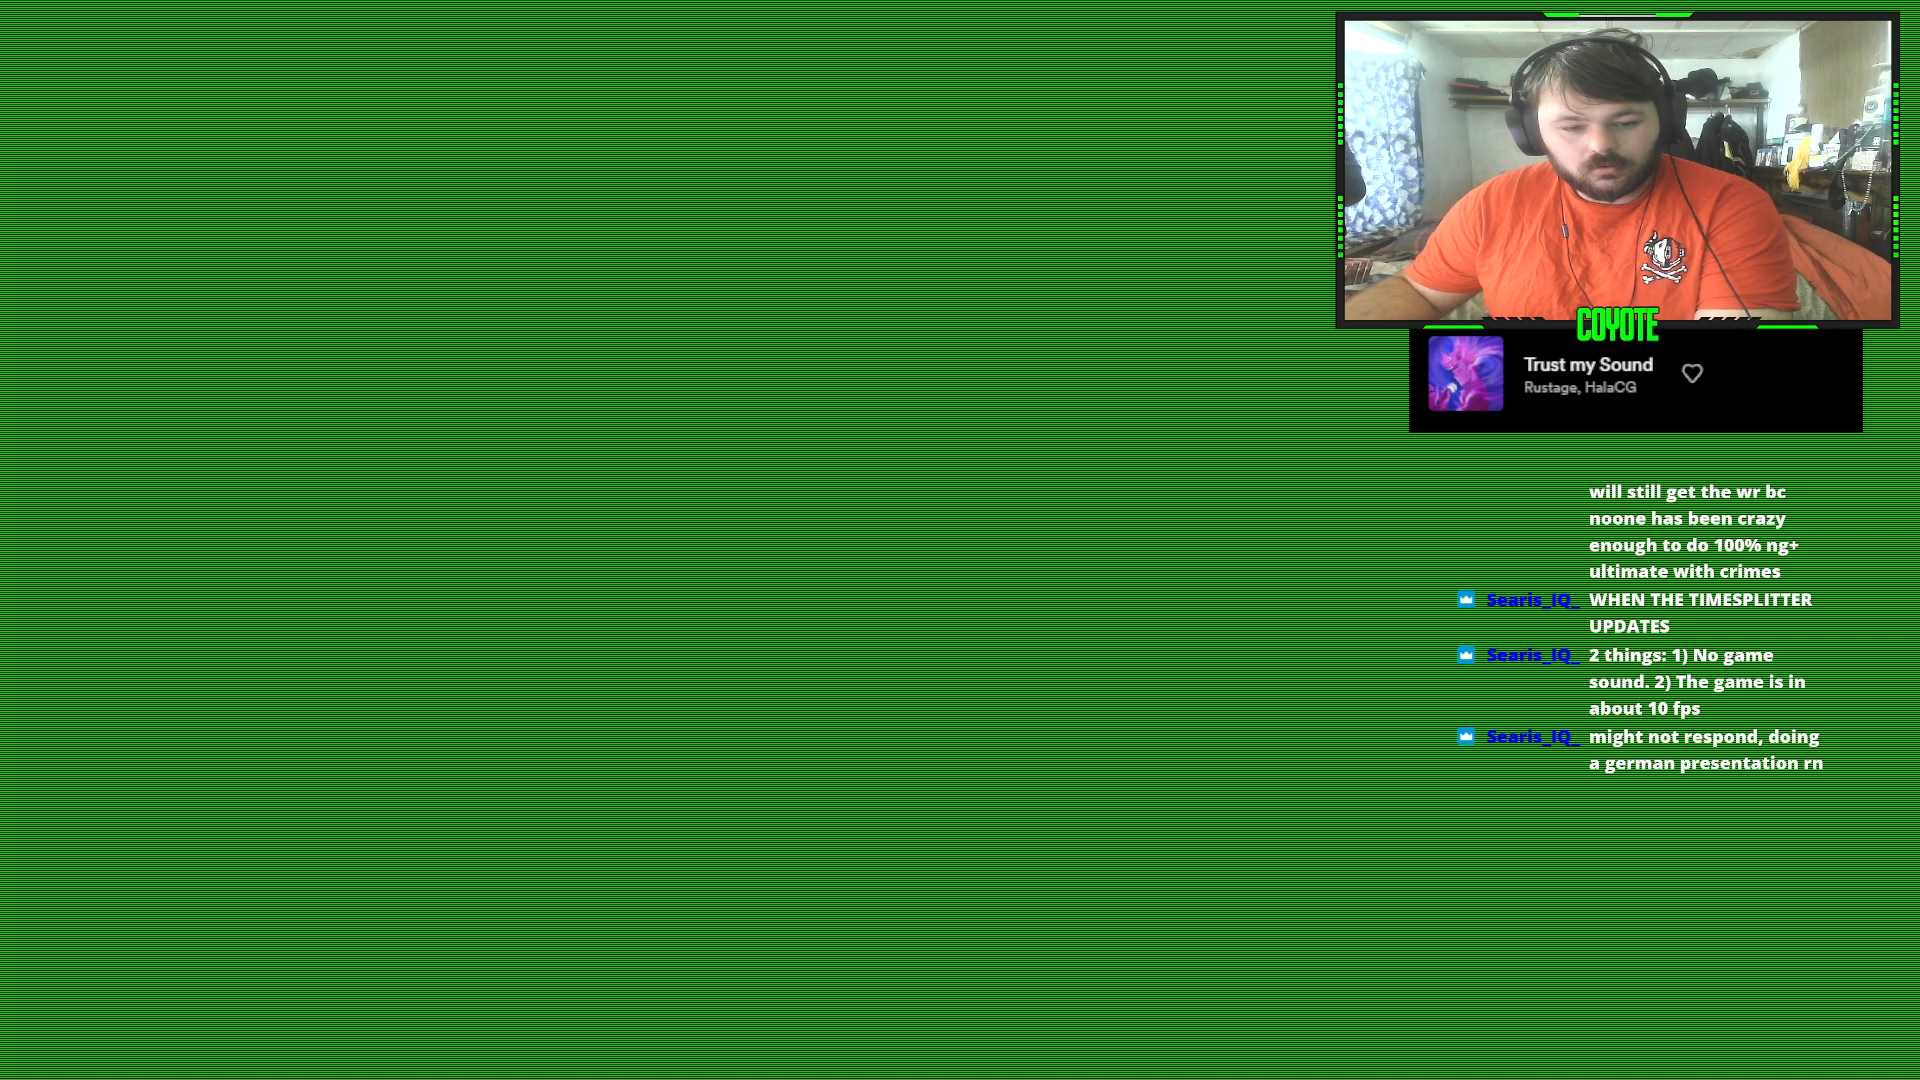 COYOTE
Trust my Sound
Rustage, HalaCG
will still get the wr bc
noone has been crazy
enough to do 100% ng+
ultimate with crimes
Searis_IQ_ WHEN THE TIMESPLITTER
UPDATES
Searis_IQ_ 2 things: 1) No game
sound. 2) The game is in
about 10 fps
Searis_IQ_ might not respond, doing
a german presentation rn